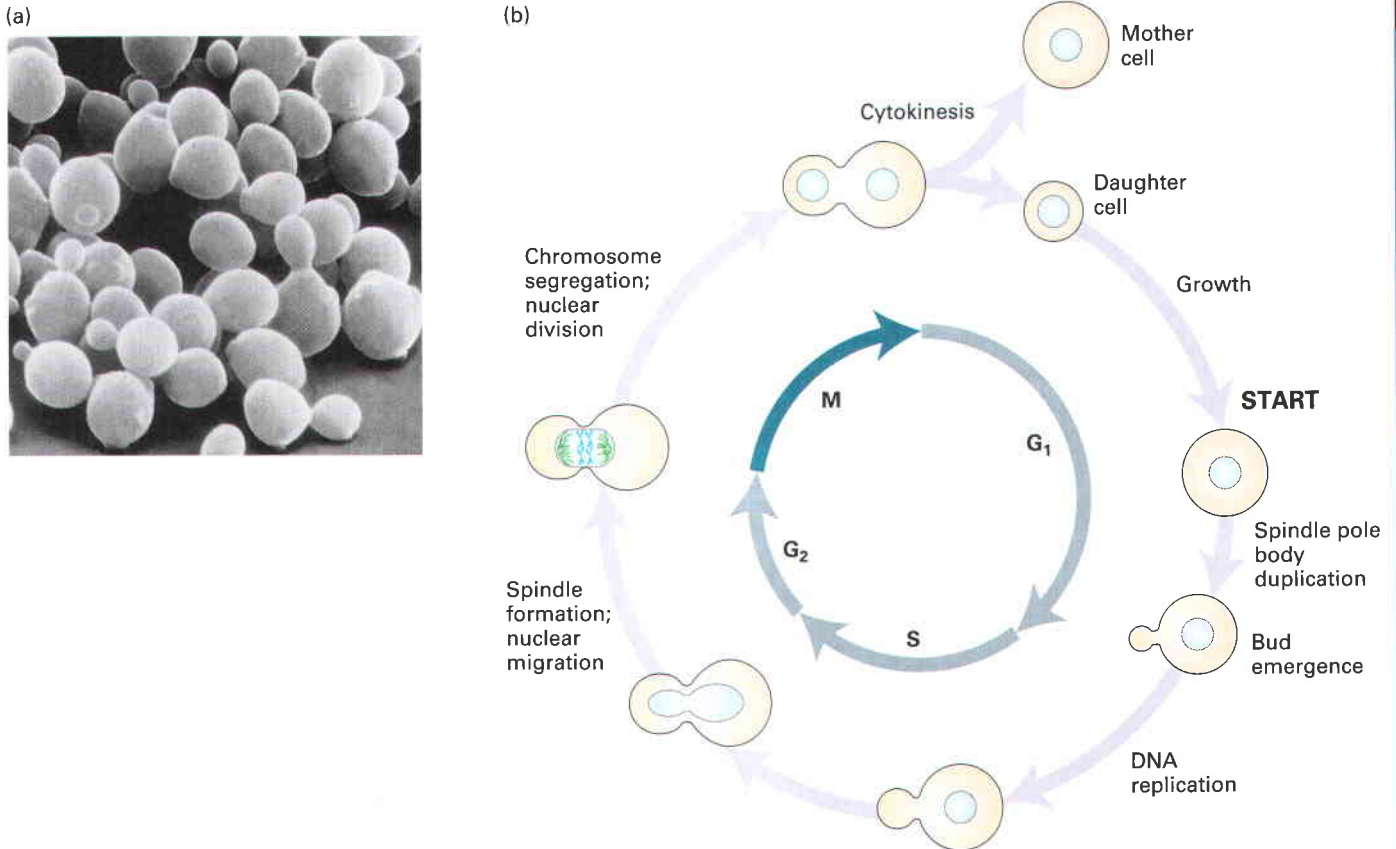 (a)
(b)
Mother
cell
Cytokinesis
Daughter
cell
Growth
START
Spindle pole
body
duplication
Bud
emergence
DNA
replication
Spindle
formation;
nuclear
migration
Chromosome
segregation;
nuclear
division
M
G₁
S
G₂